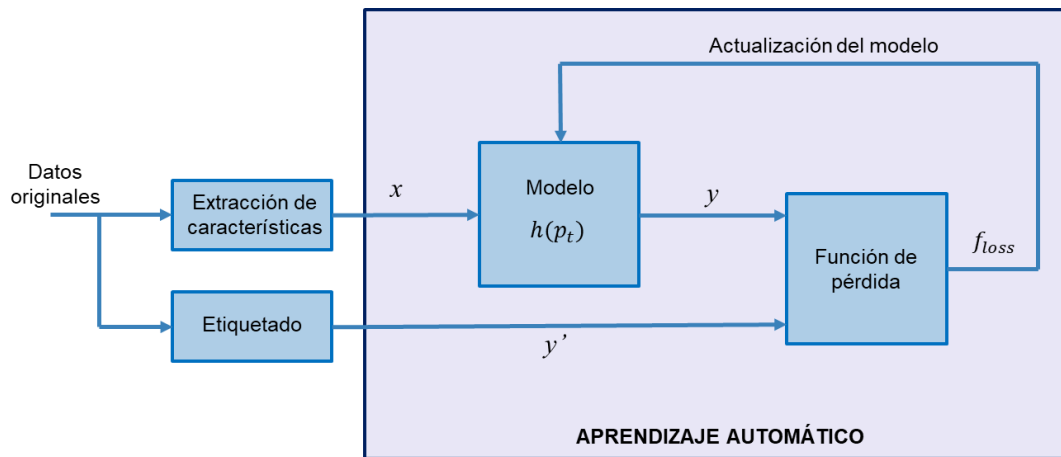 Actualización del modelo
Datos
originales
Extracción de
características
x
Modelo
h(p_t)
y
Función de
pérdida
f_loss
Etiquetado
y’
APRENDIZAJE AUTOMÁTICO